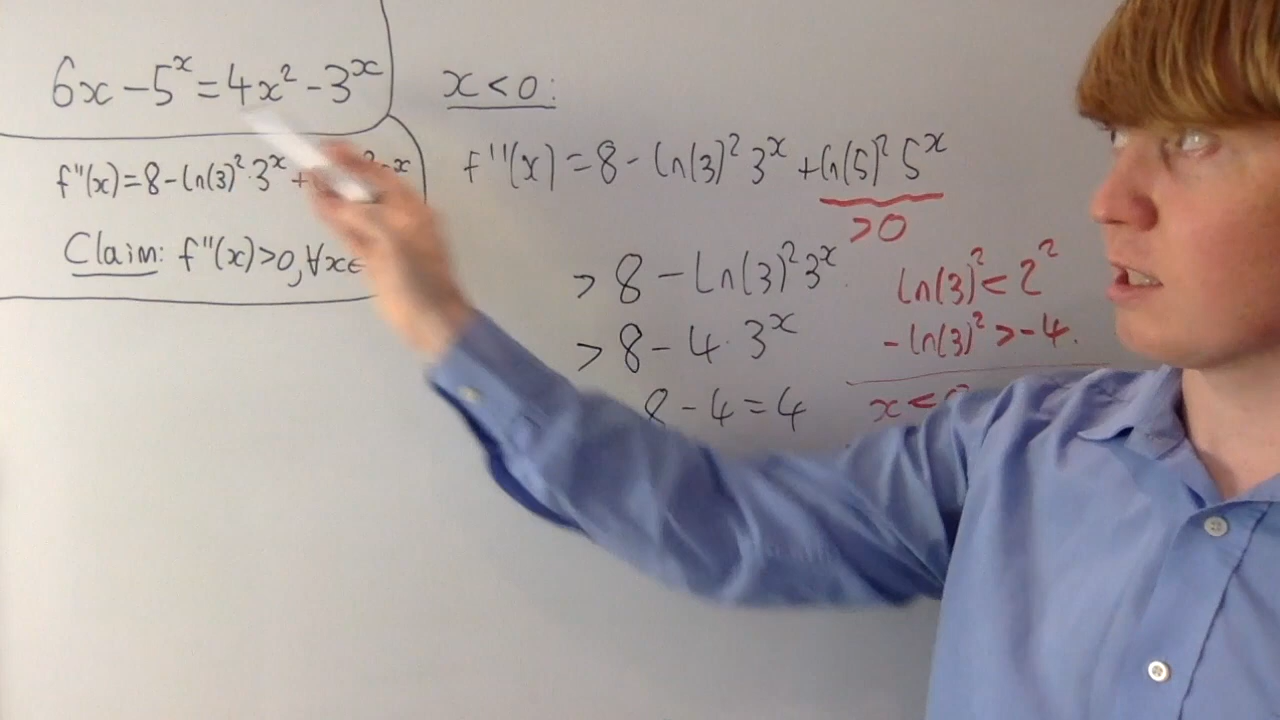 6x - 5^x = 4x² - 3^x
f''(x) = 8 - ln(3)²·3^x +
Claim: f''(x) > 0, ∀x∈
x < 0:
f''(x) = 8 - ln(3)² 3^x + ln(5)² 5^x
> 0
> 8 - ln(3)² 3^x
> 8 - 4·3^x
8 - 4 = 4
ln(3)² < 2²
-ln(3)² > -4.
x <